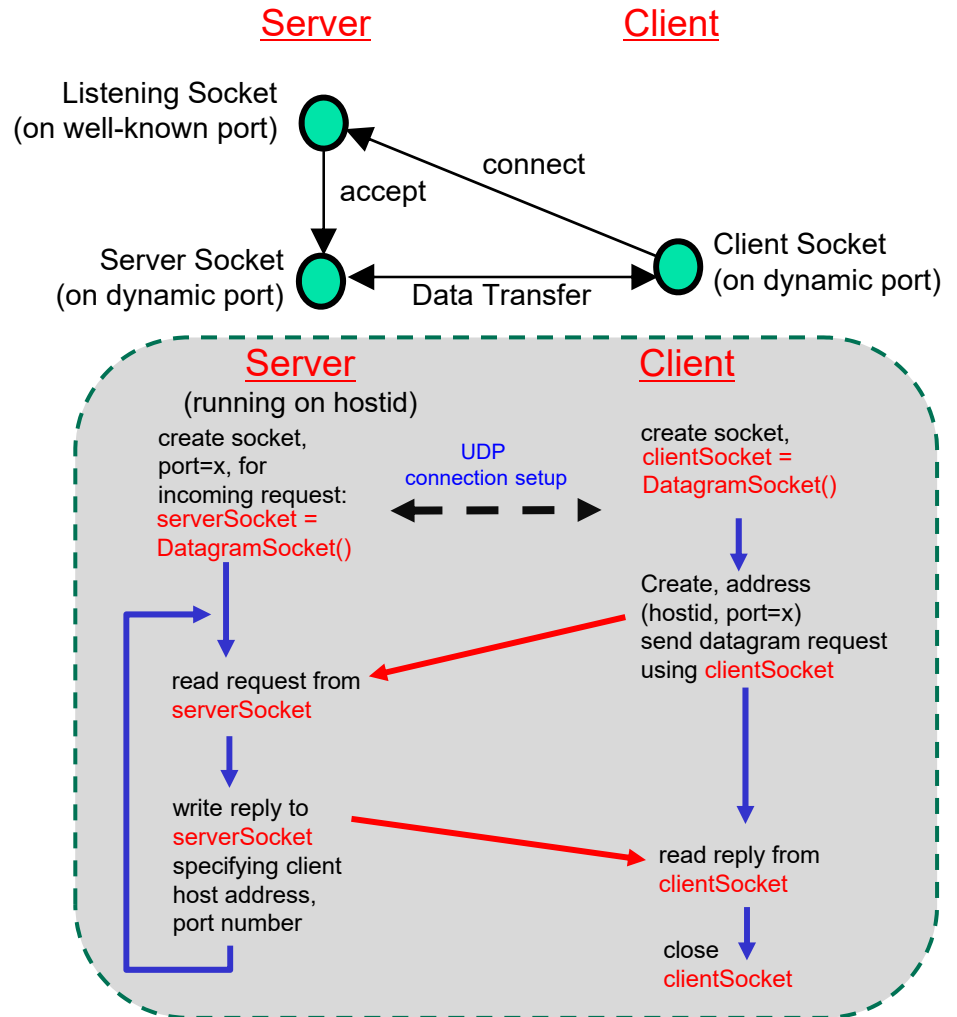 Server
Client
Listening Socket
(on well-known port)
connect
accept
Server Socket
(on dynamic port)
Data Transfer
Client Socket
(on dynamic port)
Server
(running on hostid)
create socket,
port=x, for
incoming request:
serverSocket =
DatagramSocket()
UDP
connection setup
Client
create socket,
clientSocket =
DatagramSocket()
Create, address
(hostid, port=x)
send datagram request
using clientSocket
read request from
serverSocket
write reply to
serverSocket
specifying client
host address,
port number
read reply from
clientSocket
close
clientSocket